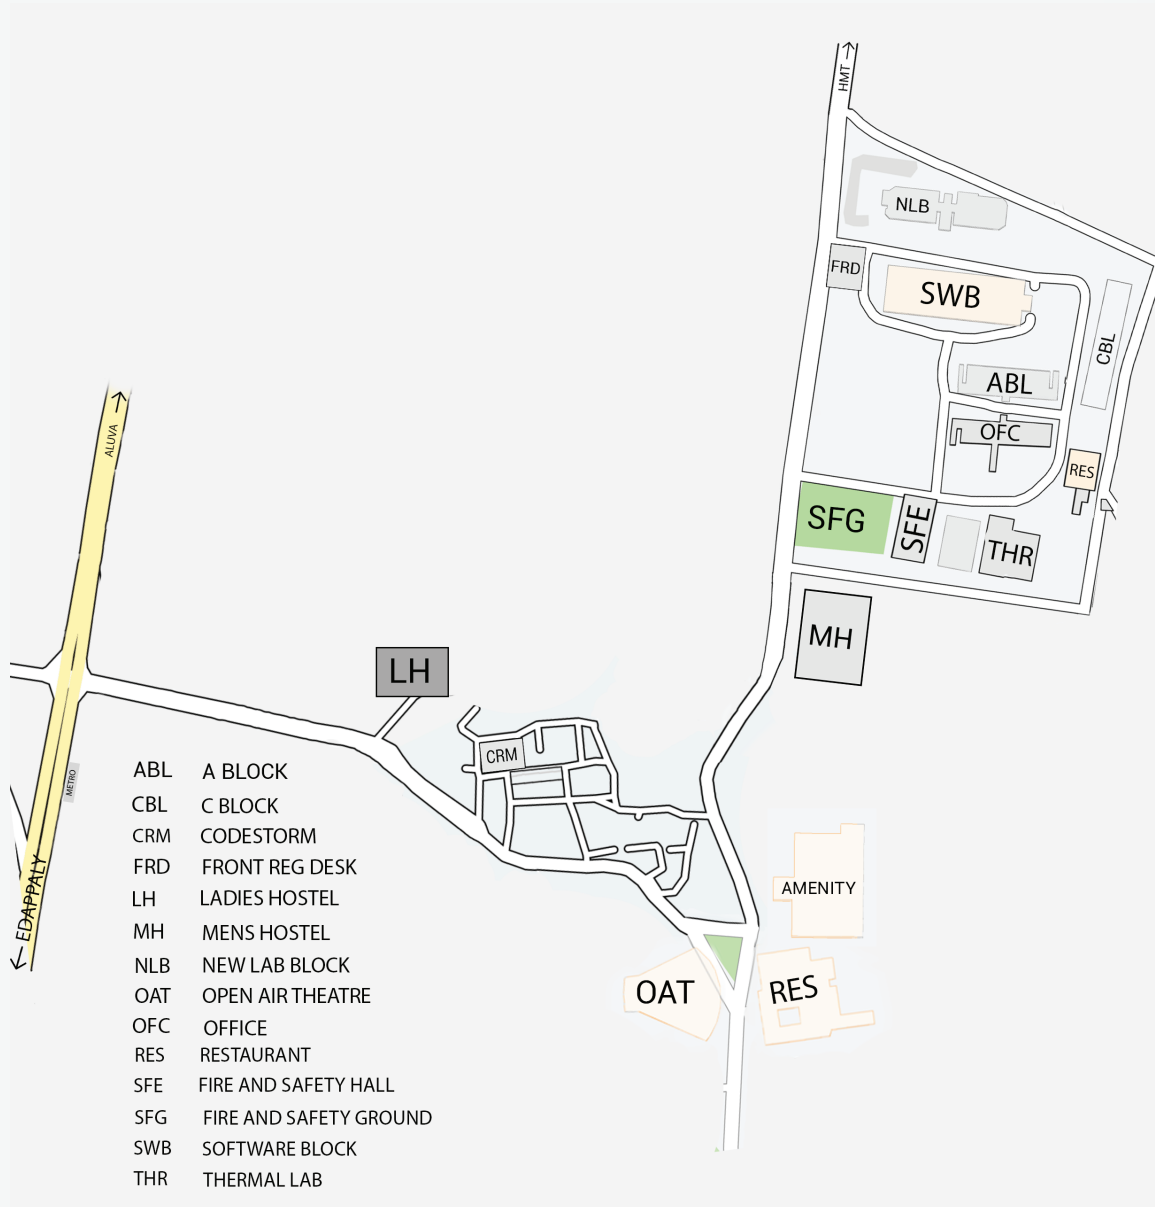 HMT
NLB
FRD
SWB
CBL
ABL
OFC
RES
SFG
SFE
THR
MH
ALUVA
LH
CRM
METRO
EDAPPALY
AMENITY
OAT
RES
ABL A BLOCK
CBL C BLOCK
CRM CODESTORM
FRD FRONT REG DESK
LH LADIES HOSTEL
MH MENS HOSTEL
NLB NEW LAB BLOCK
OAT OPEN AIR THEATRE
OFC OFFICE
RES RESTAURANT
SFE FIRE AND SAFETY HALL
SFG FIRE AND SAFETY GROUND
SWB SOFTWARE BLOCK
THR THERMAL LAB